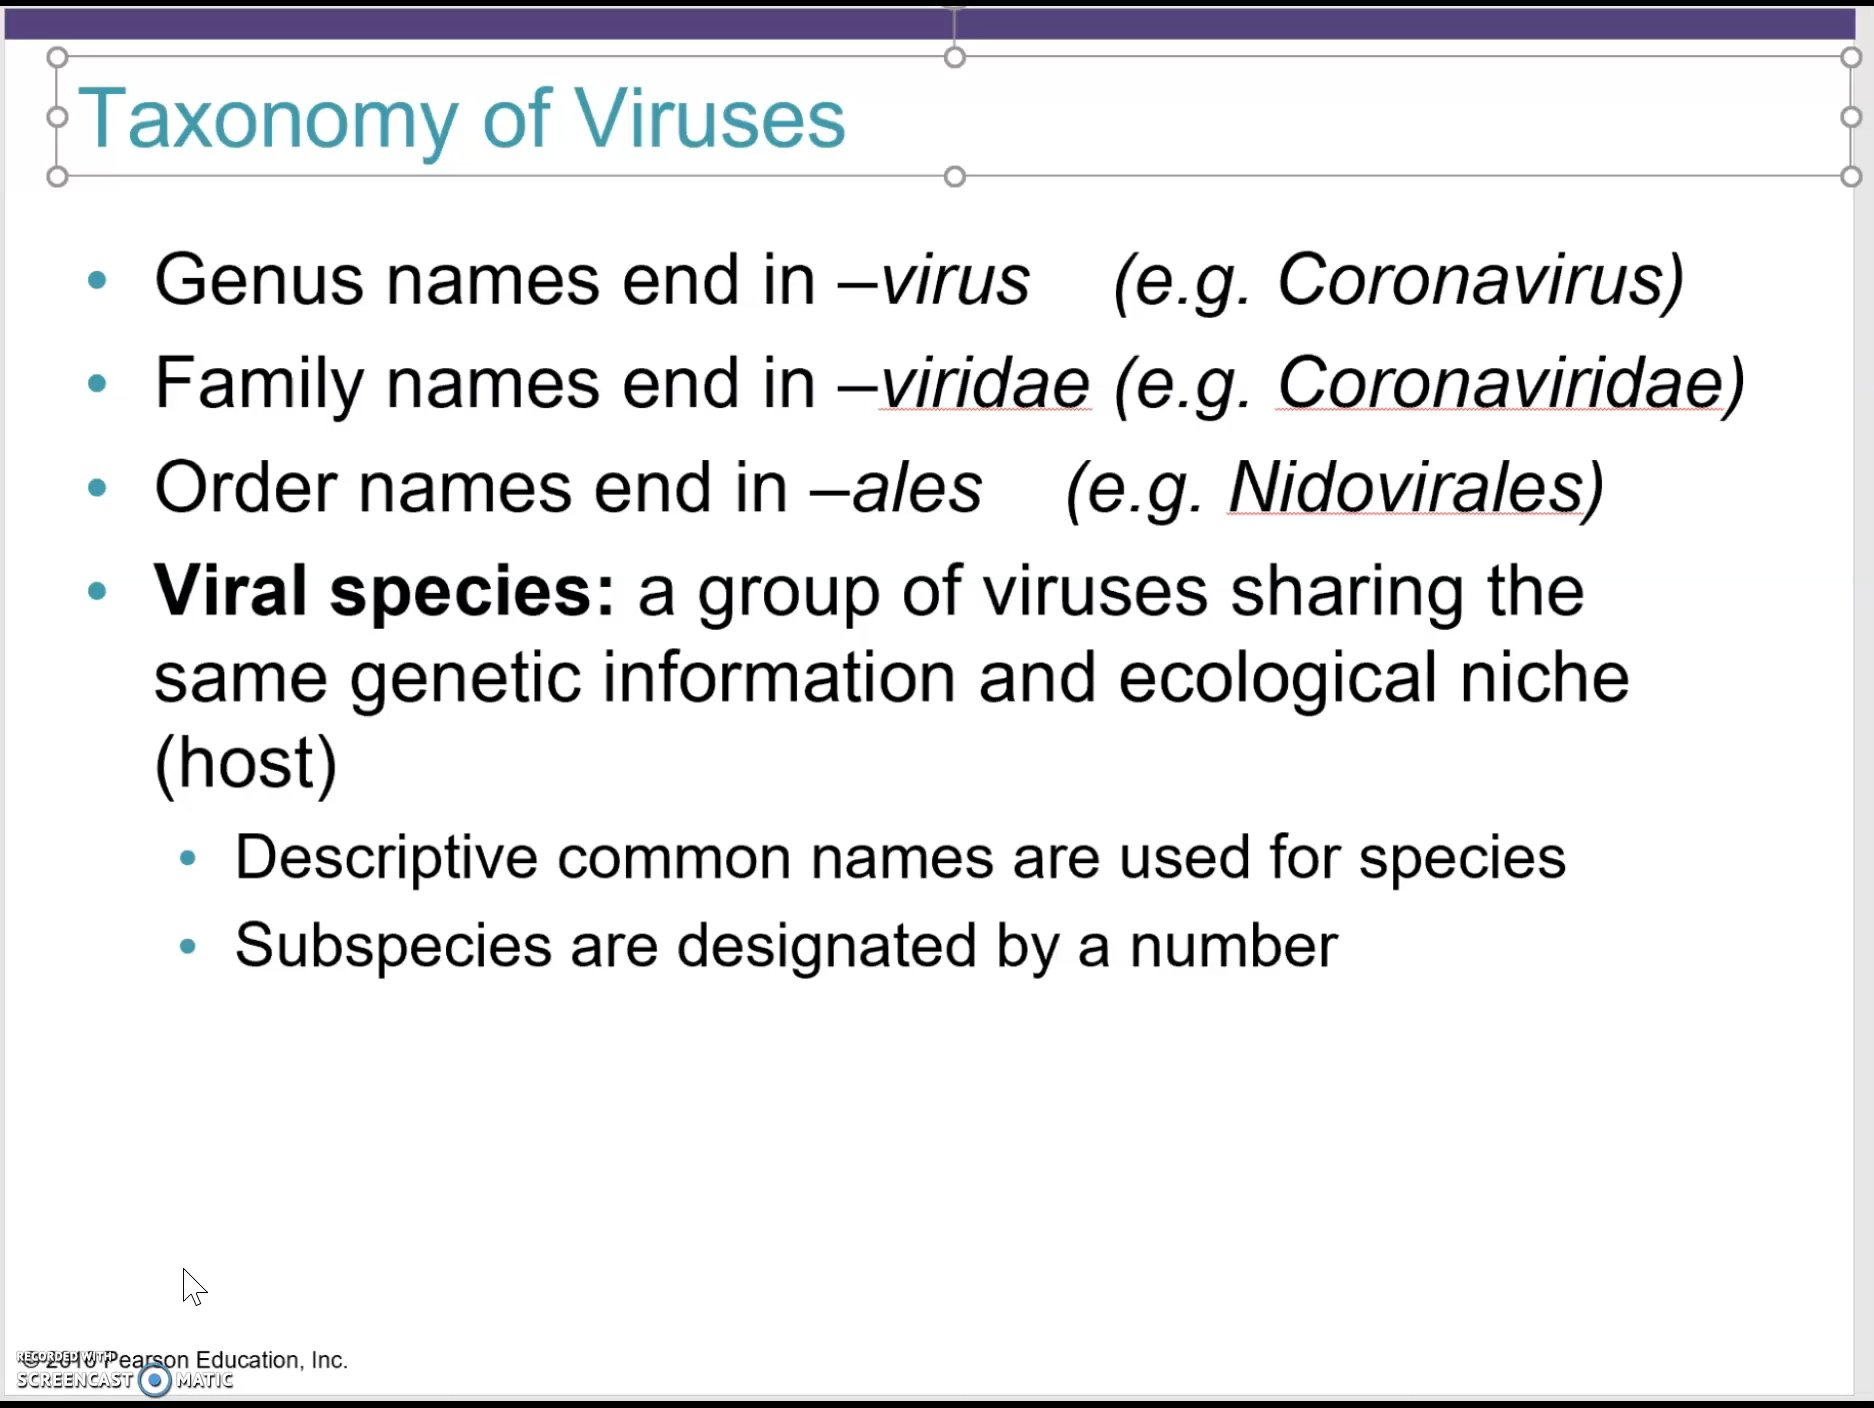 Taxonomy of Viruses
• Genus names end in –virus (e.g. Coronavirus)
• Family names end in –viridae (e.g. Coronaviridae)
• Order names end in –ales (e.g. Nidovirales)
• Viral species: a group of viruses sharing the
same genetic information and ecological niche
(host)
• Descriptive common names are used for species
• Subspecies are designated by a number
RECORDED WITH
© Pearson Education, Inc.
SCREENCAST MATIC